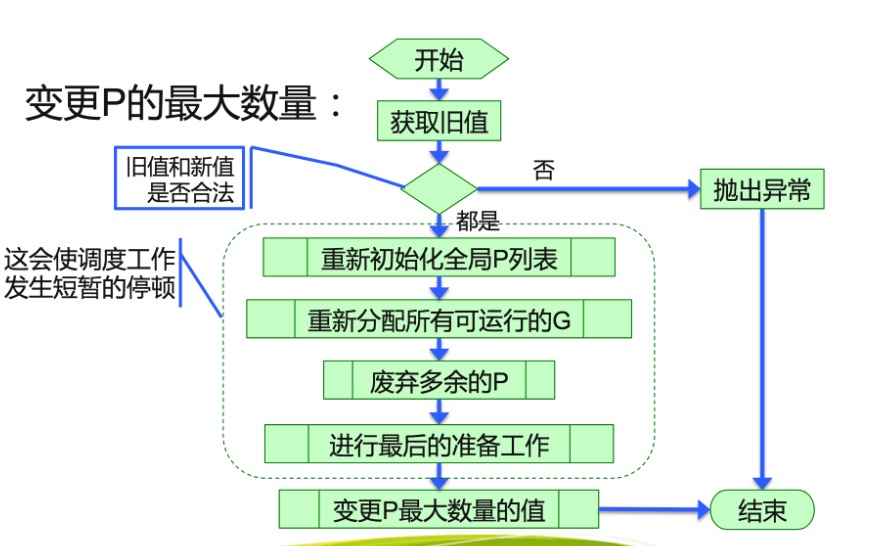 开始
变更P的最大数量：
获取旧值
旧值和新值
是否合法
否
抛出异常
都是
这会使调度工作
发生短暂的停顿
重新初始化全局P列表
重新分配所有可运行的G
废弃多余的P
进行最后的准备工作
变更P最大数量的值
结束